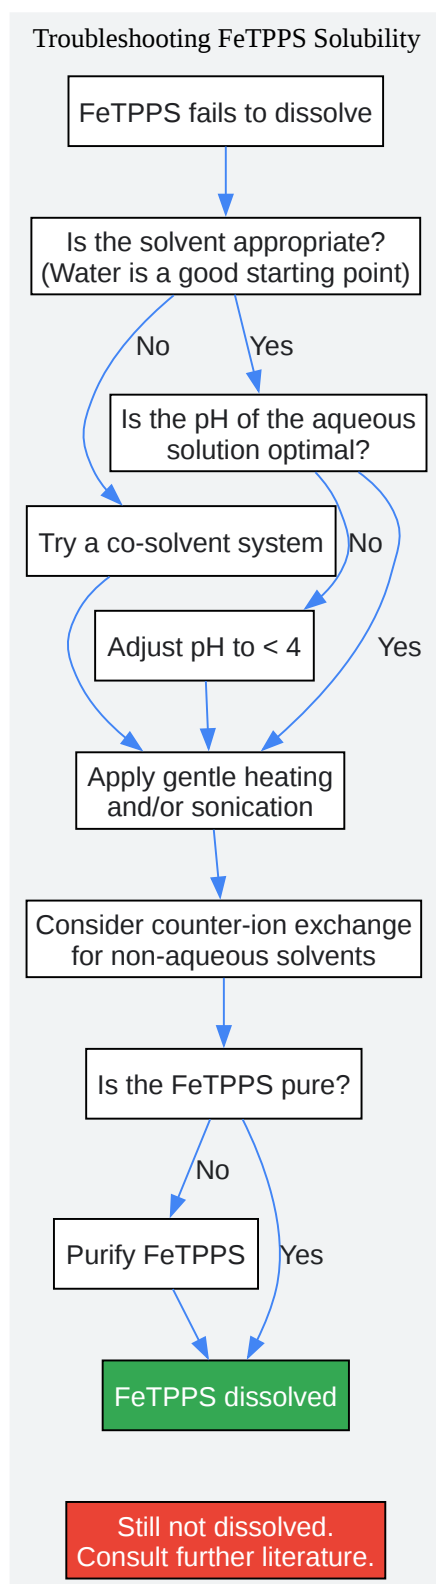 Troubleshooting FeTPPS Solubility
FeTPPS fails to dissolve
Is the solvent appropriate?
(Water is a good starting point)
No
Yes
Is the pH of the aqueous
solution optimal?
Try a co-solvent system
No
Adjust pH to < 4
Yes
Apply gentle heating
and/or sonication
Consider counter-ion exchange
for non-aqueous solvents
Is the FeTPPS pure?
No
Purify FeTPPS
Yes
FeTPPS dissolved
Still not dissolved.
Consult further literature.